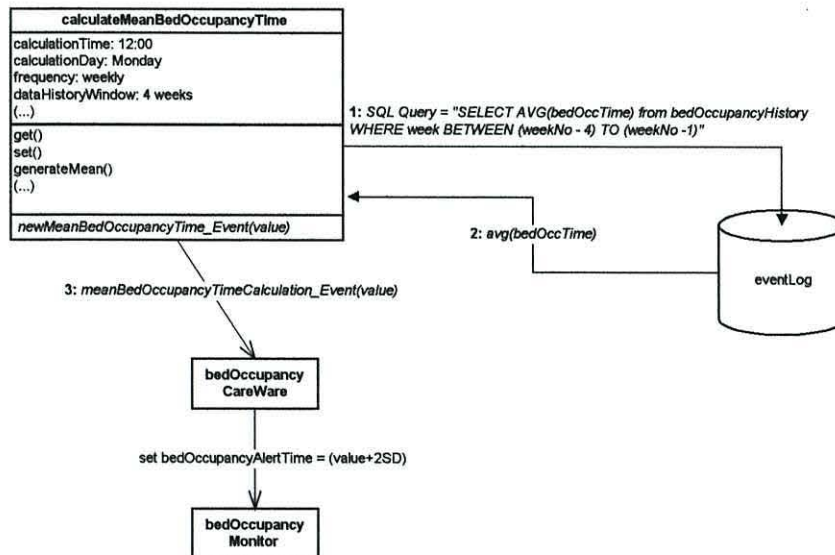 calculateMeanBedOccupancyTime
calculationTime: 12:00
calculationDay: Monday
frequency: weekly
dataHistoryWindow: 4 weeks
(...)
get()
set()
generateMean()
(...)
newMeanBedOccupancyTime_Event(value)
1: SQL Query = "SELECT AVG(bedOccTime) from bedOccupancyHistory
WHERE week BETWEEN (weekNo - 4) TO (weekNo -1)"
2: avg(bedOccTime)
eventLog
3: meanBedOccupancyTimeCalculation_Event(value)
bedOccupancy
CareWare
set bedOccupancyAlertTime = (value+2SD)
bedOccupancy
Monitor